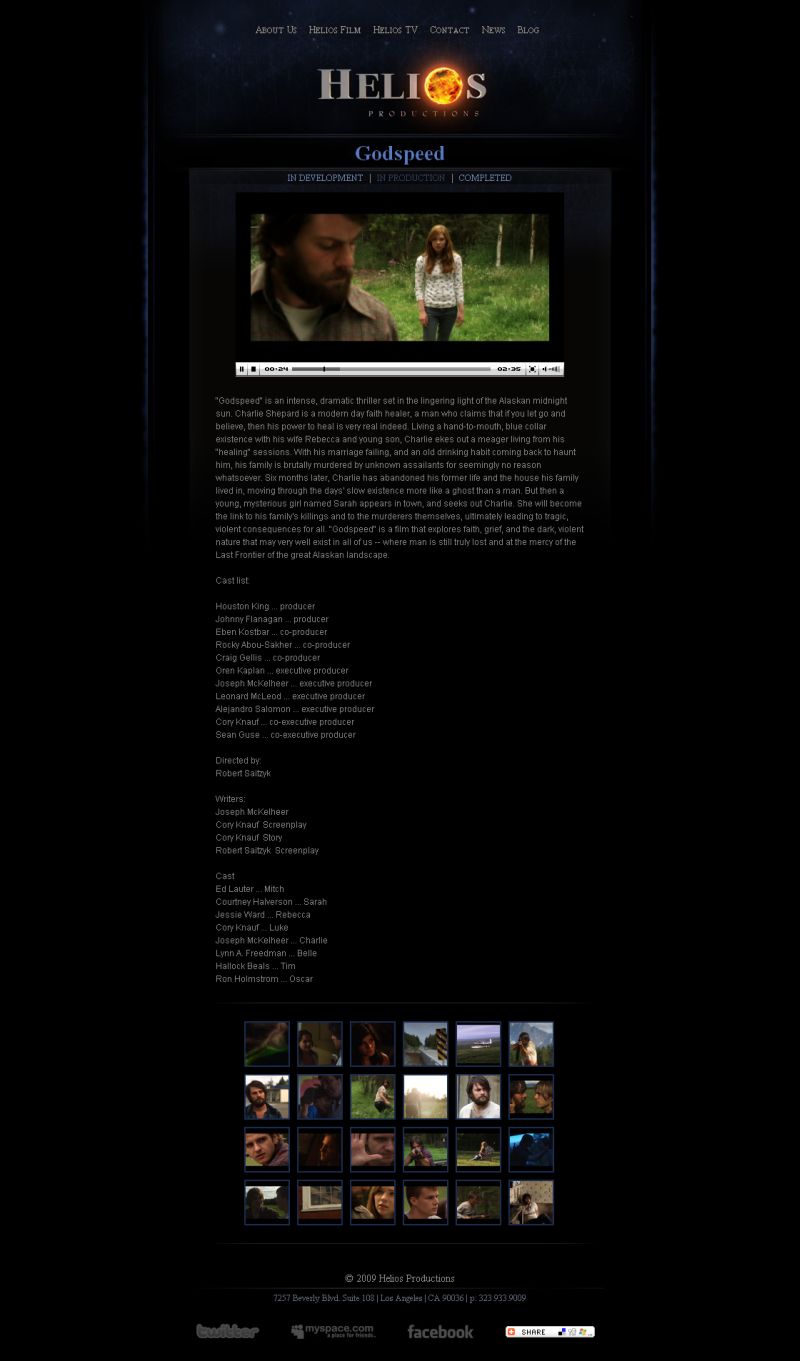 About Us Helios Film Helios TV Contact News Blog
Helios
PRODUCTIONS
Godspeed
IN DEVELOPMENT | IN PRODUCTION | COMPLETED
00:24 02:35
"Godspeed" is an intense, dramatic thriller set in the lingering light of the Alaskan midnight
sun. Charlie Shepard is a modern day faith healer, a man who claims that if you let go and
believe, then his power to heal is very real indeed. Living a hand-to-mouth, blue collar
existence with his wife Rebecca and young son, Charlie ekes out a meager living from his
"healing" sessions. With his marriage failing, and an old drinking habit coming back to haunt
him, his family is brutally murdered by unknown assailants for seemingly no reason
whatsoever. Six months later, Charlie has abandoned his former life and the house his family
lived in, moving through the days' slow existence more like a ghost than a man. But then a
young, mysterious girl named Sarah appears in town, and seeks out Charlie. She will become
the link to his family's killings and to the murderers themselves, ultimately leading to tragic,
violent consequences for all. "Godspeed" is a film that explores faith, grief, and the dark, violent
nature that may very well exist in all of us -- where man is still truly lost and at the mercy of the
Last Frontier of the great Alaskan landscape.
Cast list:
Houston King ... producer
Johnny Flanagan ... producer
Eben Kostbar ... co-producer
Rocky Abou-Sakher ... co-producer
Craig Gellis ... co-producer
Oren Kaplan ... executive producer
Joseph McKelheer ... executive producer
Leonard McLeod ... executive producer
Alejandro Salomon ... executive producer
Cory Knauf ... co-executive producer
Sean Guse ... co-executive producer
Directed by:
Robert Saitzyk
Writers:
Joseph McKelheer
Cory Knauf Screenplay
Cory Knauf Story
Robert Saitzyk Screenplay
Cast
Ed Lauter ... Mitch
Courtney Halverson ... Sarah
Jessie Ward ... Rebecca
Cory Knauf ... Luke
Joseph McKelheer ... Charlie
Lynn A. Freedman ... Belle
Hallock Beals ... Tim
Ron Holmstrom ... Oscar
© 2009 Helios Productions
7257 Beverly Blvd. Suite 108 | Los Angeles | CA 90036 | p. 323.933.9009
twitter myspace.com a place for friends. facebook SHARE